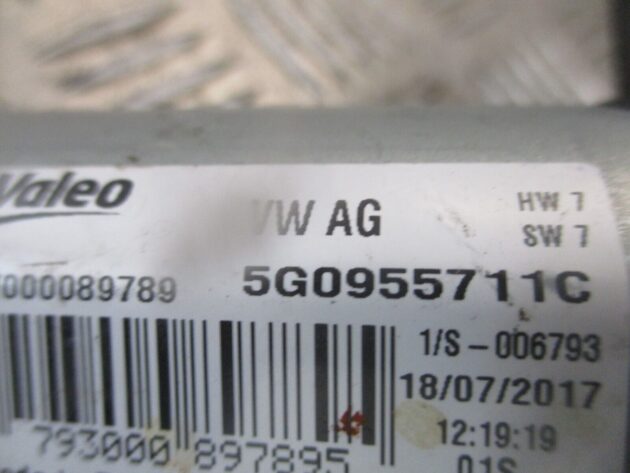 Valeo
VW AG
HW 7
SW 7
000089789
5G0955711C
1/S-006793
18/07/2017
12:19:19
793000 897895
01S